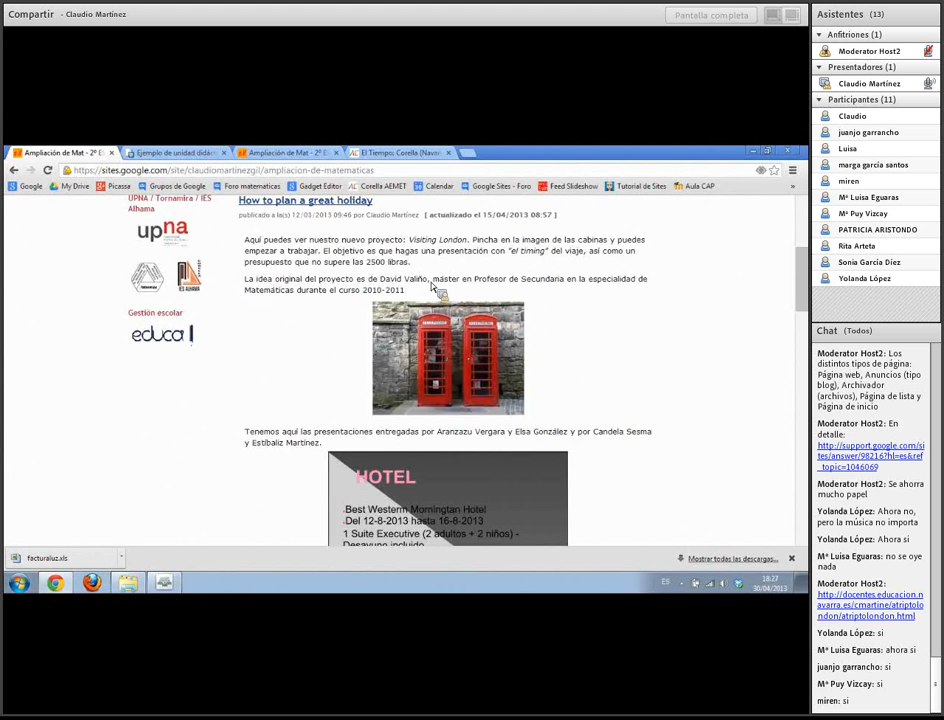 Compartir - Claudio Martínez
Pantalla completa
Ampliación de Mat - 2º E
Ejemplo de unidad didác
Ampliación de Mat - 2º E
El Tiempo: Corella (Nava
https://sites.google.com/site/claudiomartinezgil/ampliacion-de-matematicas
Google
My Drive
Picassa
Grupos de Google
Foro matematicas
Gadget Editor
Corella AEMET
Calendar
Google Sites - Foro
Feed Slideshow
Tutorial de Sites
Aula CAP
UPNA / Tornamira / IES
Alhama
upna
IES ALHAMA
Gestión escolar
educa
How to plan a great holiday
publicado a la(s) 12/03/2013 09:46 por Claudio Martínez [ actualizado el 15/04/2013 08:57 ]
Aquí puedes ver nuestro nuevo proyecto: Visiting London. Pincha en la imagen de las cabinas y puedes
empezar a trabajar. El objetivo es que hagas una presentación con "el timing" del viaje, así como un
presupuesto que no supere las 2500 libros.
La idea original del proyecto es de David Valiño, máster en Profesor de Secundaria en la especialidad de
Matemáticas durante el curso 2010-2011
Tenemos aquí las presentaciones entregadas por Aranzazu Vergara y Elsa González y por Candela Sesma
y Estíbaliz Martínez.
HOTEL
Best Western Morningtan Hotel
Del 12-8-2013 hasta 16-8-2013
1 Suite Executive (2 adultos + 2 niños) -
Desayuno incluido
facturaluz.xls
Mostrar todas las descargas...
ES
18:27
30/04/2013
Asistentes (13)
Anfitriones (1)
Moderator Host2
Presentadores (1)
Claudio Martínez
Participantes (11)
Claudio
juanjo garrancho
Luisa
marga garcía santos
miren
Mª Luisa Eguaras
Mª Puy Vizcay
PATRICIA ARISTONDO
Rita Arteta
Sonia García Díez
Yolanda López
Chat (Todos)
Moderator Host2: Los
distintos tipos de página:
Página web, Anuncios (tipo
blog), Archivador
(archivos), Página de lista y
Página de inicio
Moderator Host2: En
detalle:
http://support.google.com/si
tes/answer/98216?hl=es&ref
_topic=1046069
Moderator Host2: Se ahorra
mucho papel
Yolanda López: Ahora no,
pero la música no importa
Yolanda López: Ahora si
Mª Luisa Eguaras: no se oye
nada
Moderator Host2:
http://docentes.educacion.n
avarra.es/cmartine/atriptolo
ndon/atriptolondon.html
Yolanda López: si
Mª Luisa Eguaras: ahora si
juanjo garrancho: si
Mª Puy Vizcay: si
miren: si